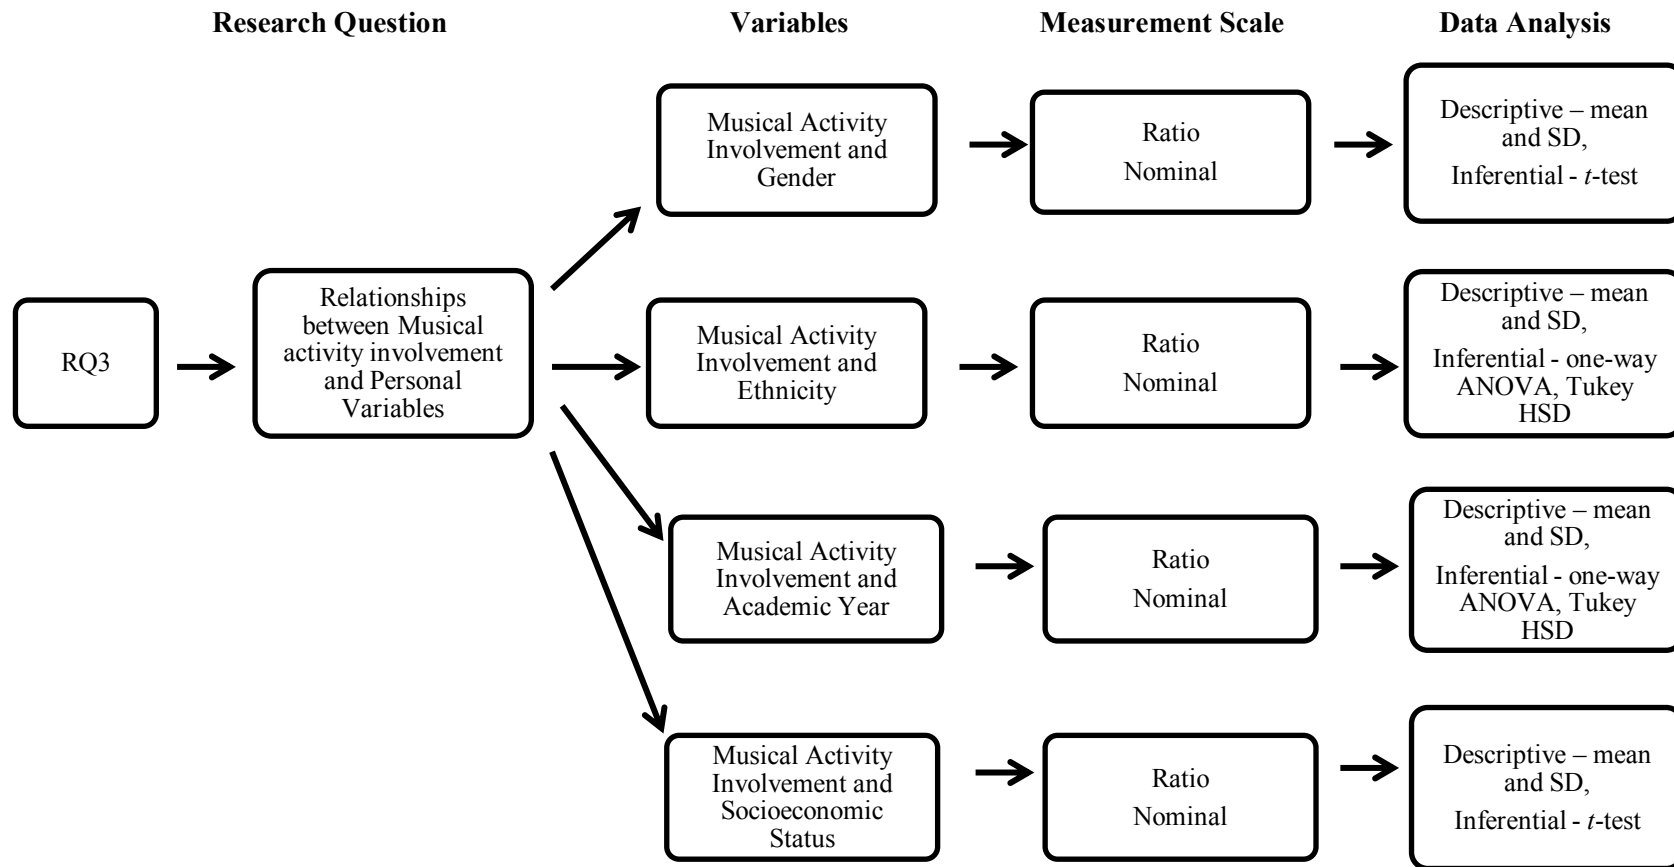 Research Question
Variables
Measurement Scale
Data Analysis
RQ3
Relationships
between Musical
activity involvement
and Personal
Variables
Musical Activity
Involvement and
Gender
Ratio
Nominal
Descriptive – mean
and SD,
Inferential - t-test
Musical Activity
Involvement and
Ethnicity
Ratio
Nominal
Descriptive – mean
and SD,
Inferential - one-way
ANOVA, Tukey
HSD
Musical Activity
Involvement and
Academic Year
Ratio
Nominal
Descriptive – mean
and SD,
Inferential - one-way
ANOVA, Tukey
HSD
Musical Activity
Involvement and
Socioeconomic
Status
Ratio
Nominal
Descriptive – mean
and SD,
Inferential - t-test